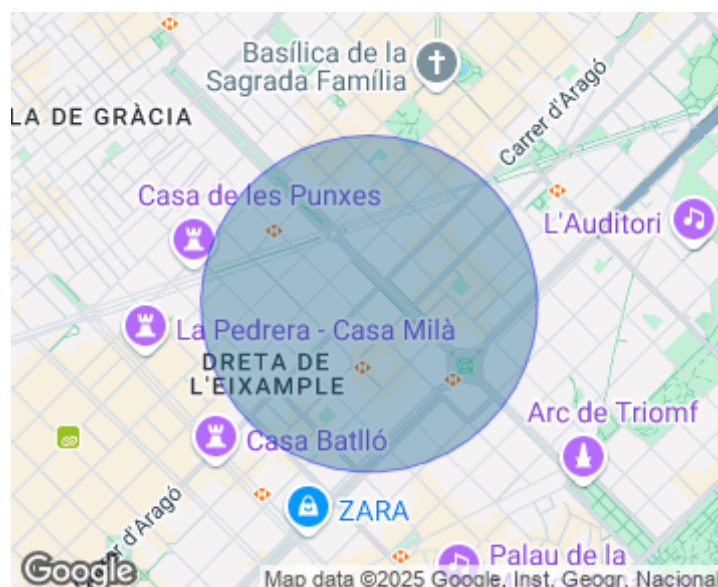 Basílica de la
Sagrada Família
LA DE GRÀCIA
Carrer d'Aragó
Casa de les Punxes
L'Auditori
La Pedrera - Casa Milà
DRETA DE
L'EIXAMPLE
Arc de Triomf
Casa Batlló
er d'Aragó
ZARA
Palau de la
Google
Map data ©2025 Google, Inst. Geogr. Nacional